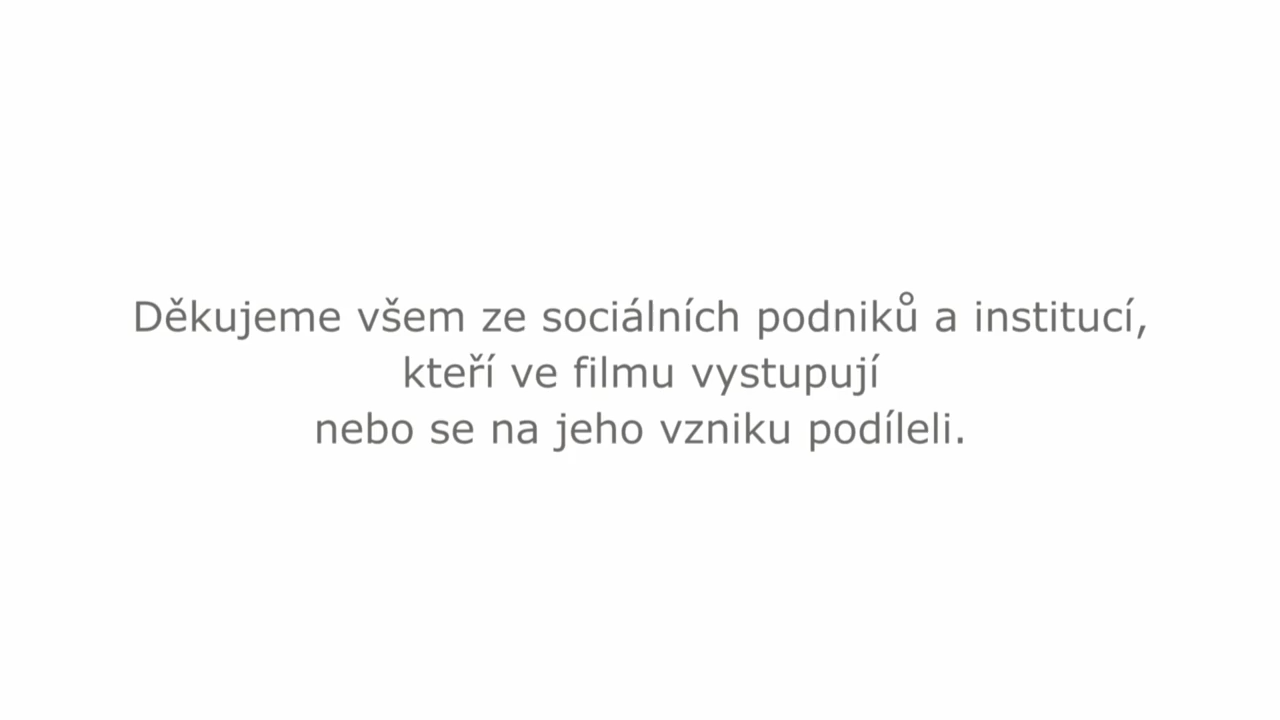 Děkujeme všem ze sociálních podniků a institucí,
kteří ve filmu vystupují
nebo se na jeho vzniku podíleli.